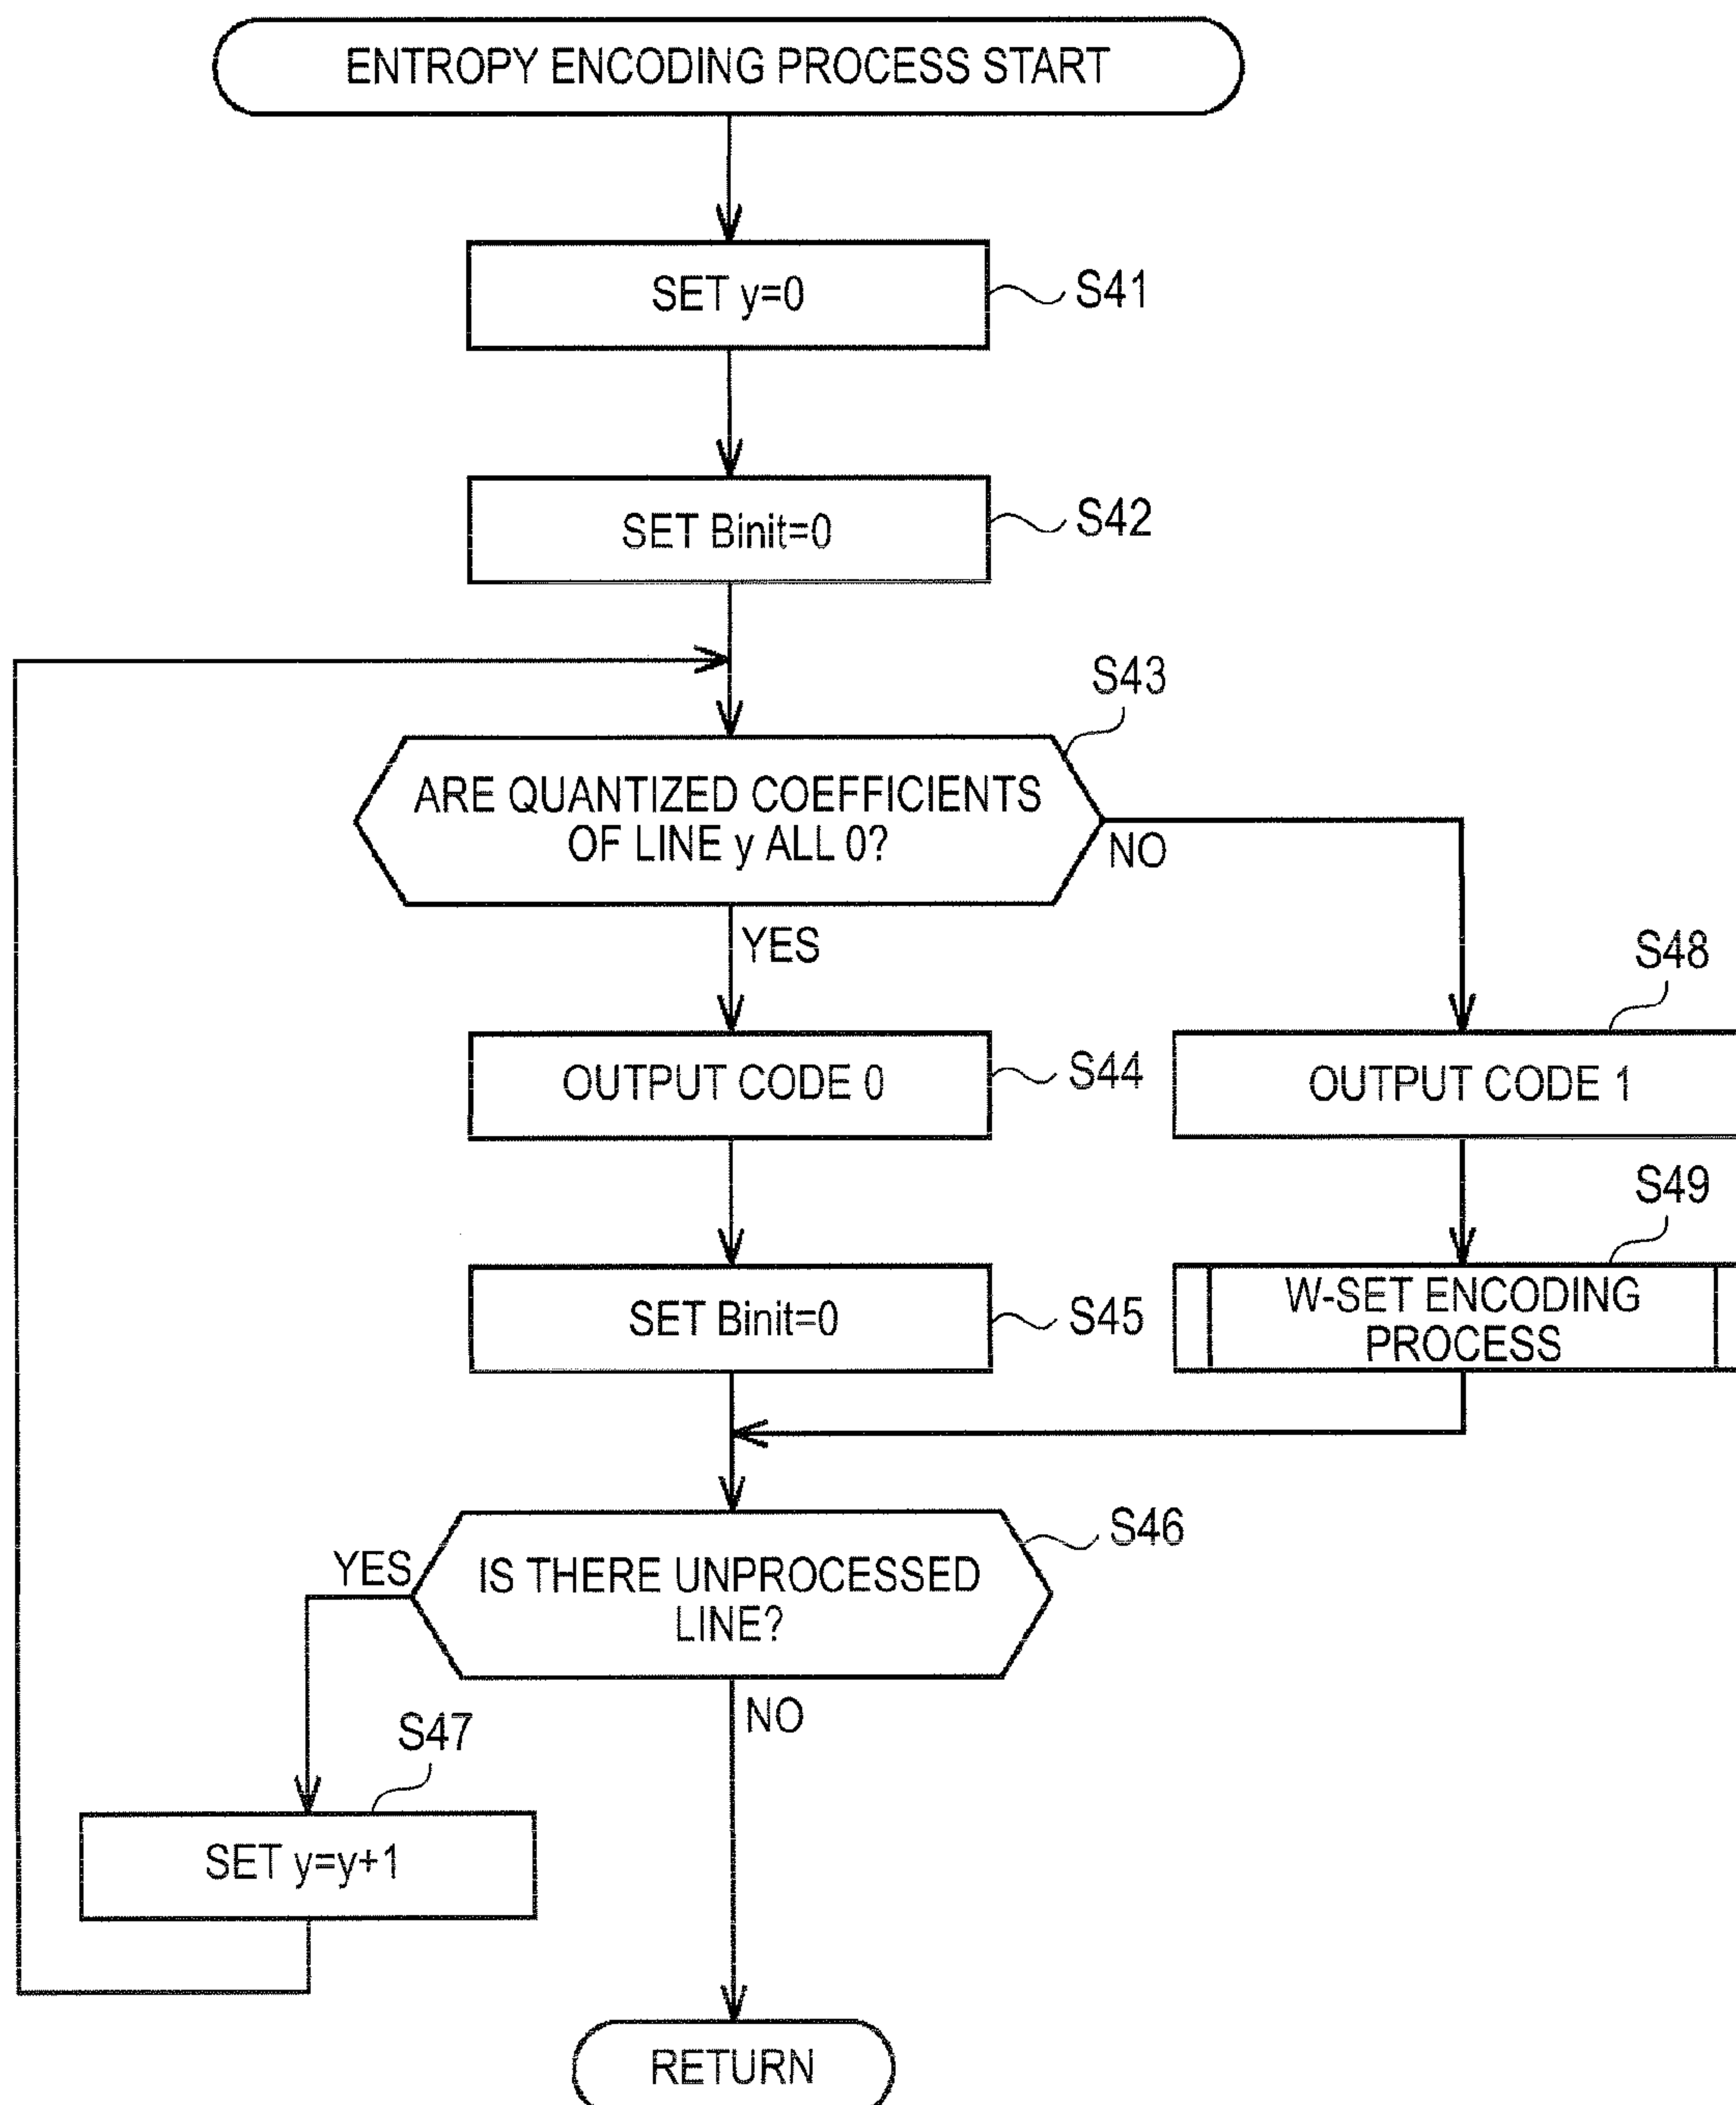 ENTROPY ENCODING PROCESS START
SET y=0
S41
SET Binit=0
S42
S43
ARE QUANTIZED COEFFICIENTS
OF LINE y ALL 0?
NO
YES
S48
OUTPUT CODE 0
S44
OUTPUT CODE 1
S49
SET Binit=0
S45
W-SET ENCODING
PROCESS
S46
YES
IS THERE UNPROCESSED
LINE?
NO
S47
SET y=y+1
RETURN